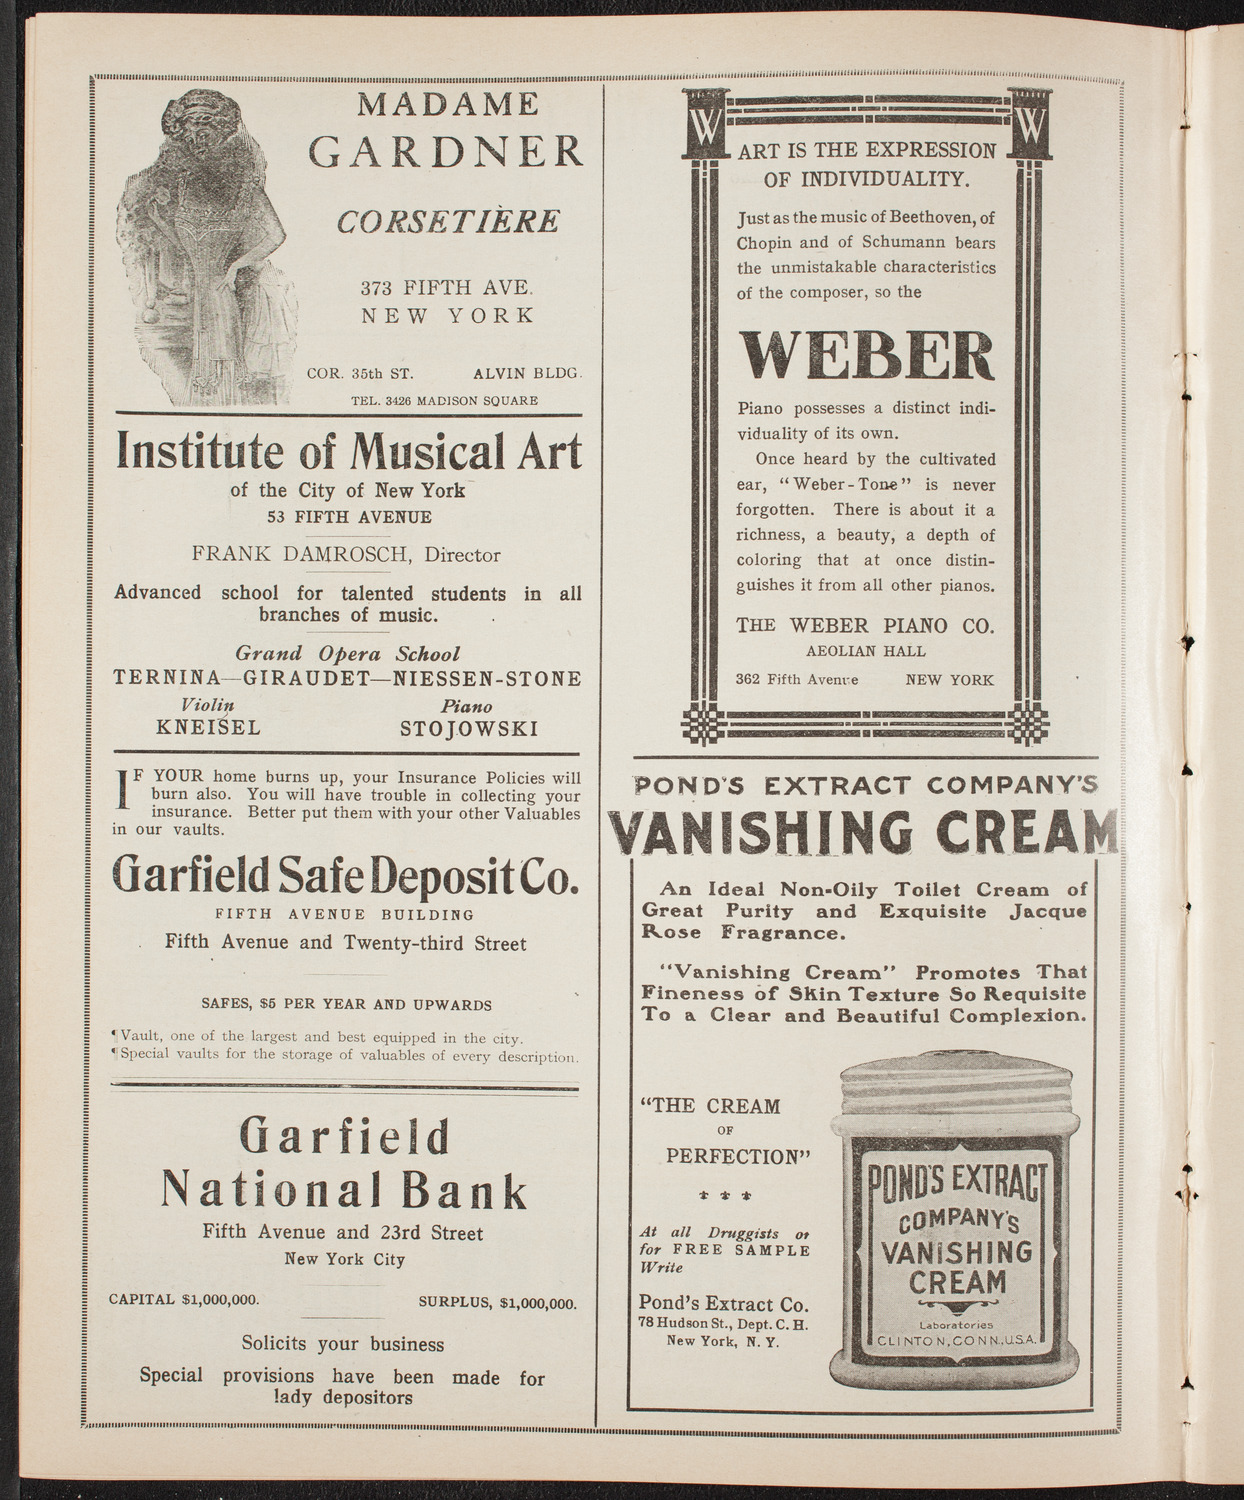 MADAME
GARDNER
CORSETIÈRE
373 FIFTH AVE.
NEW YORK
COR. 35th ST. ALVIN BLDG.
TEL. 3426 MADISON SQUARE
Institute of Musical Art
of the City of New York
53 FIFTH AVENUE
FRANK DAMROSCH, Director
Advanced school for talented students in all
branches of music.
Grand Opera School
TERNINA—GIRAUDET—NIESSEN-STONE
Violin Piano
KNEISEL STOJOWSKI
IF YOUR home burns up, your Insurance Policies will
burn also. You will have trouble in collecting your
insurance. Better put them with your other Valuables
in our vaults.
Garfield Safe Deposit Co.
FIFTH AVENUE BUILDING
Fifth Avenue and Twenty-third Street
SAFES, $5 PER YEAR AND UPWARDS
¶Vault, one of the largest and best equipped in the city.
¶Special vaults for the storage of valuables of every description.
Garfield
National Bank
Fifth Avenue and 23rd Street
New York City
CAPITAL $1,000,000. SURPLUS, $1,000,000.
Solicits your business
Special provisions have been made for
lady depositors
W W
ART IS THE EXPRESSION
OF INDIVIDUALITY.
Just as the music of Beethoven, of
Chopin and of Schumann bears
the unmistakable characteristics
of the composer, so the
WEBER
Piano possesses a distinct indi-
viduality of its own.
Once heard by the cultivated
ear, "Weber-Tone" is never
forgotten. There is about it a
richness, a beauty, a depth of
coloring that at once distin-
guishes it from all other pianos.
THE WEBER PIANO CO.
AEOLIAN HALL
362 Fifth Avenue NEW YORK
POND'S EXTRACT COMPANY'S
VANISHING CREAM
An Ideal Non-Oily Toilet Cream of
Great Purity and Exquisite Jacque
Rose Fragrance.
"Vanishing Cream" Promotes That
Fineness of Skin Texture So Requisite
To a Clear and Beautiful Complexion.
"THE CREAM
OF
PERFECTION"
At all Druggists or
for FREE SAMPLE
Write
Pond's Extract Co.
78 Hudson St., Dept. C. H.
New York, N. Y.
POND'S EXTRACT
COMPANY'S
VANISHING
CREAM
Laboratories
CLINTON, CONN., U.S.A.